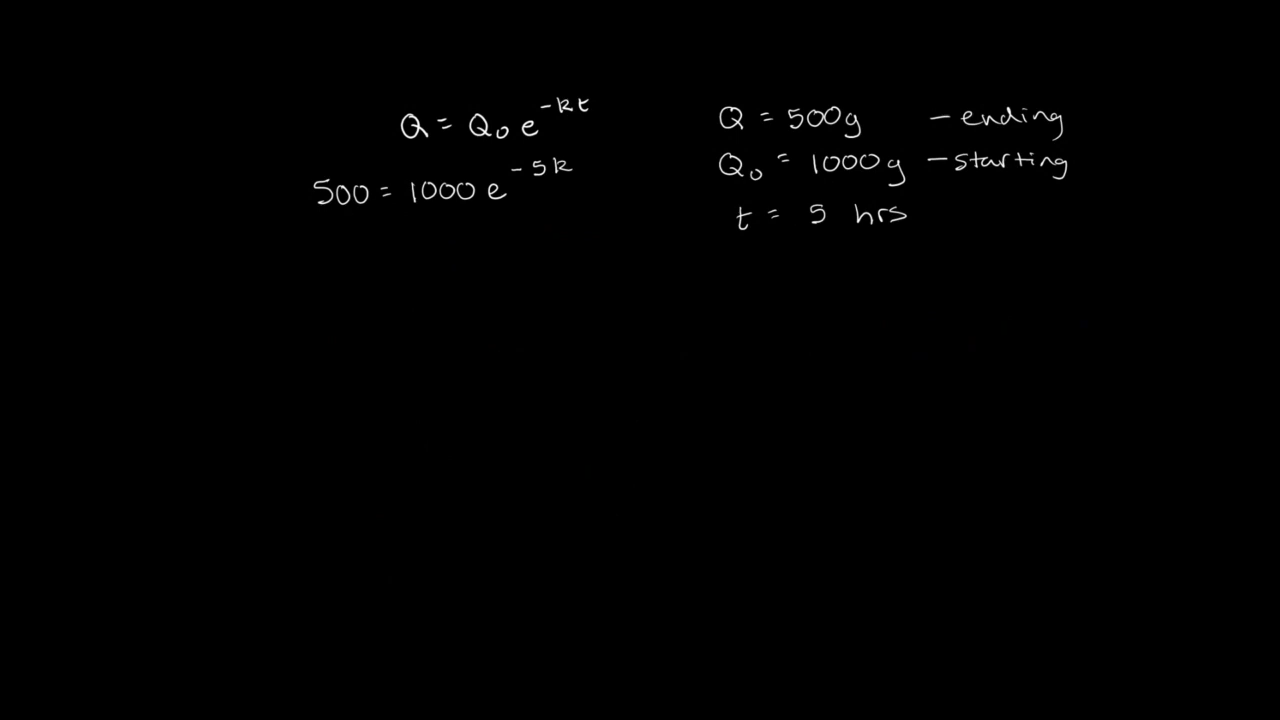 Q = Q₀ e^{-kt}
500 = 1000 e^{-5k}
Q = 500g – ending
Q₀ = 1000g – starting
t = 5 hrs